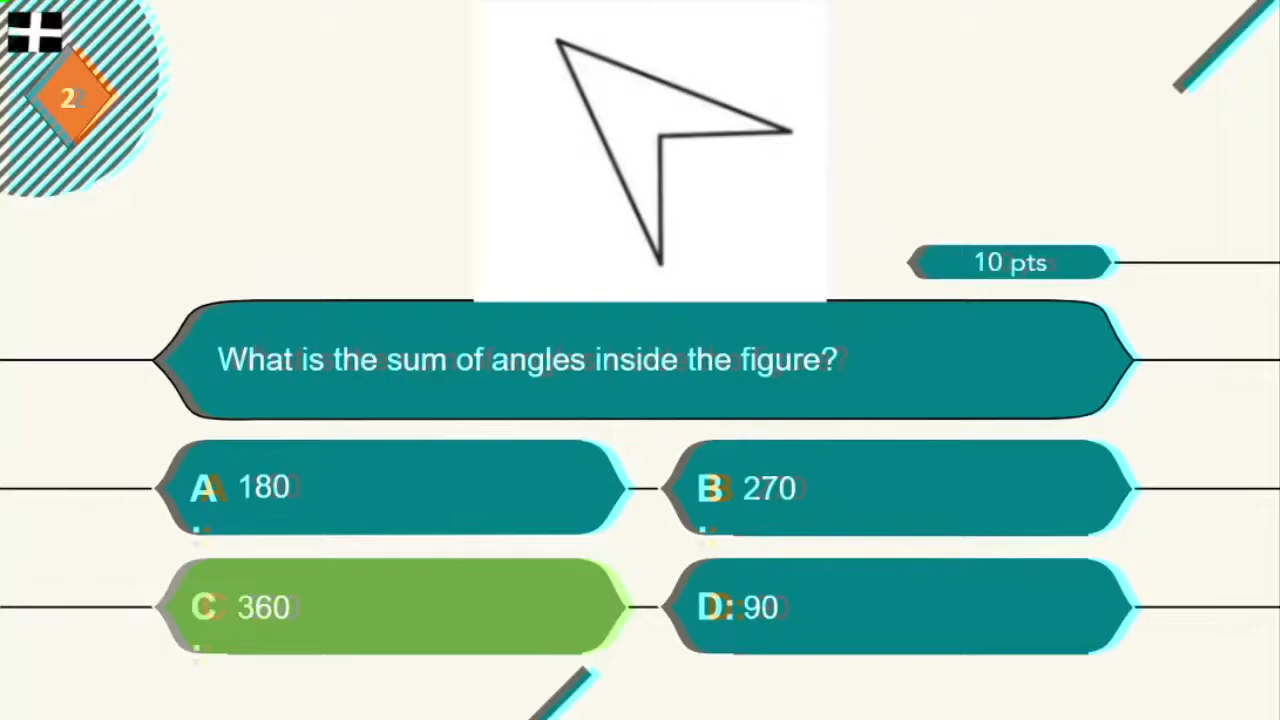 2
10 pts
What is the sum of angles inside the figure?
A: 180
B: 270
C: 360
D: 90